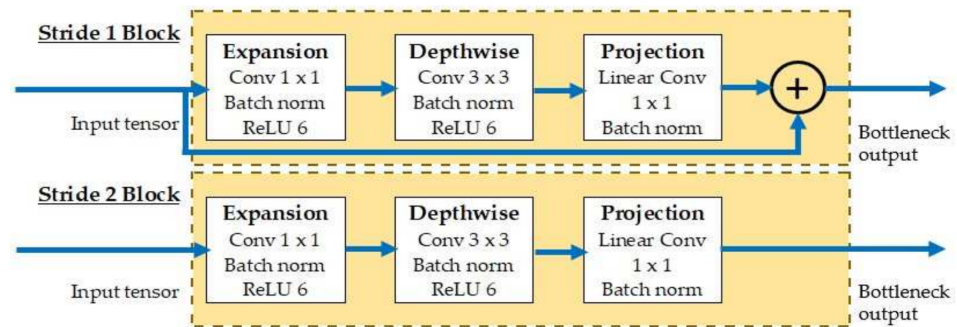 Stride 1 Block
Input tensor
Expansion
Conv 1 x 1
Batch norm
ReLU 6
Depthwise
Conv 3 x 3
Batch norm
ReLU 6
Projection
Linear Conv
1 x 1
Batch norm
+
Bottleneck
output
Stride 2 Block
Input tensor
Expansion
Conv 1 x 1
Batch norm
ReLU 6
Depthwise
Conv 3 x 3
Batch norm
ReLU 6
Projection
Linear Conv
1 x 1
Batch norm
Bottleneck
output